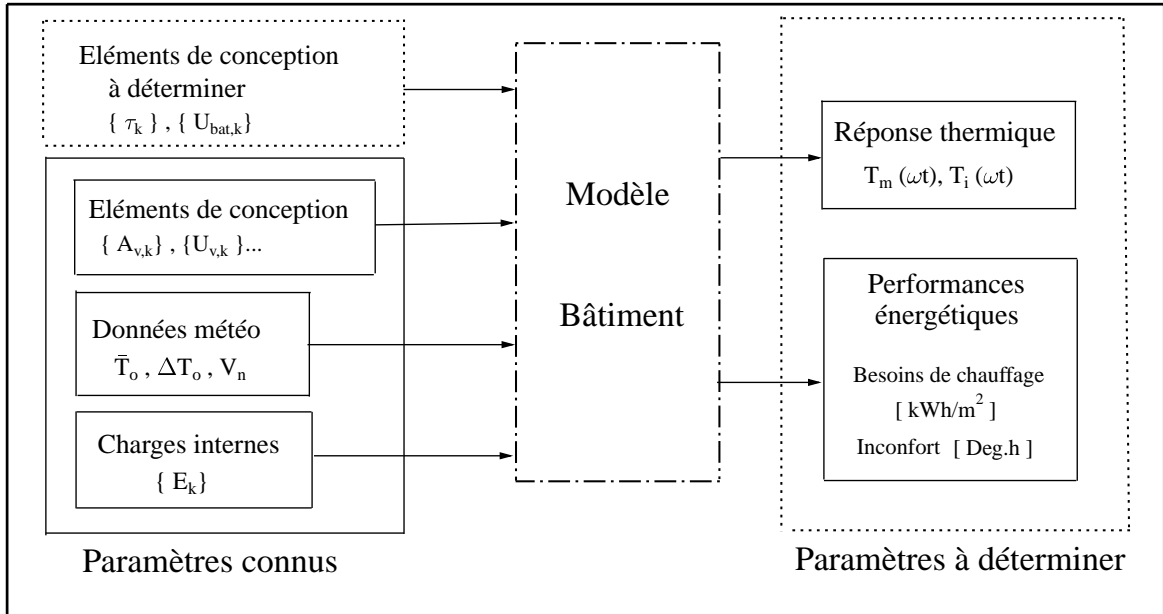 Eléments de conception
à déterminer
{ τk } , { Ubat,k}
Eléments de conception
{ Av,k} , {Uv,k }...
Données météo
T̄o , ΔTo , Vn
Charges internes
{ Ek}
Paramètres connus
Modèle
Bâtiment
Réponse thermique
Tm (ωt), Ti (ωt)
Performances
énergétiques
Besoins de chauffage
[ kWh/m² ]
Inconfort [ Deg.h ]
Paramètres à déterminer